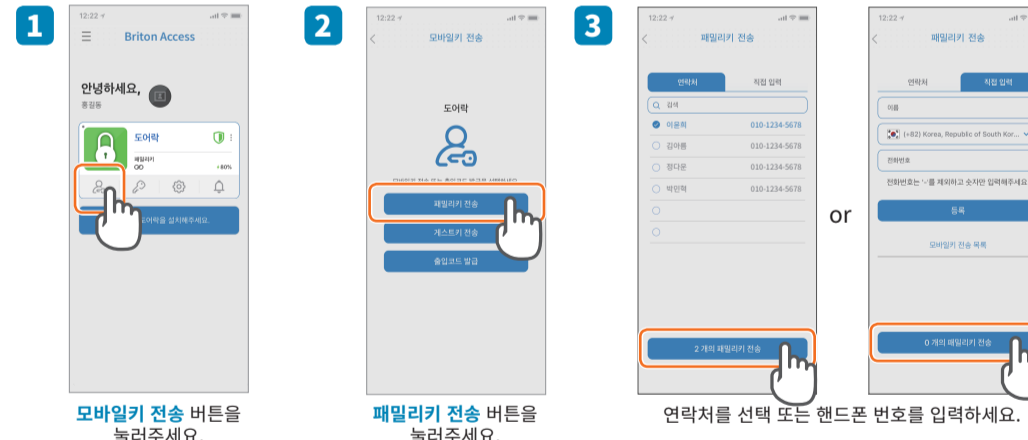 1
12:22
Briton Access
안녕하세요,
홍길동
도어락
패밀리키
80%
도어락을 설치해주세요.
모바일키 전송 버튼을
눌러주세요.
2
12:22
모바일키 전송
도어락
패밀리키 전송
게스트키 전송
출입코드 발급
패밀리키 전송 버튼을
눌러주세요.
3
12:22
패밀리키 전송
연락처 직접 입력
검색
이윤희 010-1234-5678
김아름 010-1234-5678
정다운 010-1234-5678
박민혁 010-1234-5678
2 개의 패밀리키 전송
or
12:22
패밀리키 전송
연락처 직접 입력
이름
(+82) Korea, Republic of South Kor...
전화번호
전화번호는 '-'를 제외하고 숫자만 입력해주세요
등록
모바일키 전송 목록
0 개의 패밀리키 전송
연락처를 선택 또는 핸드폰 번호를 입력하세요.